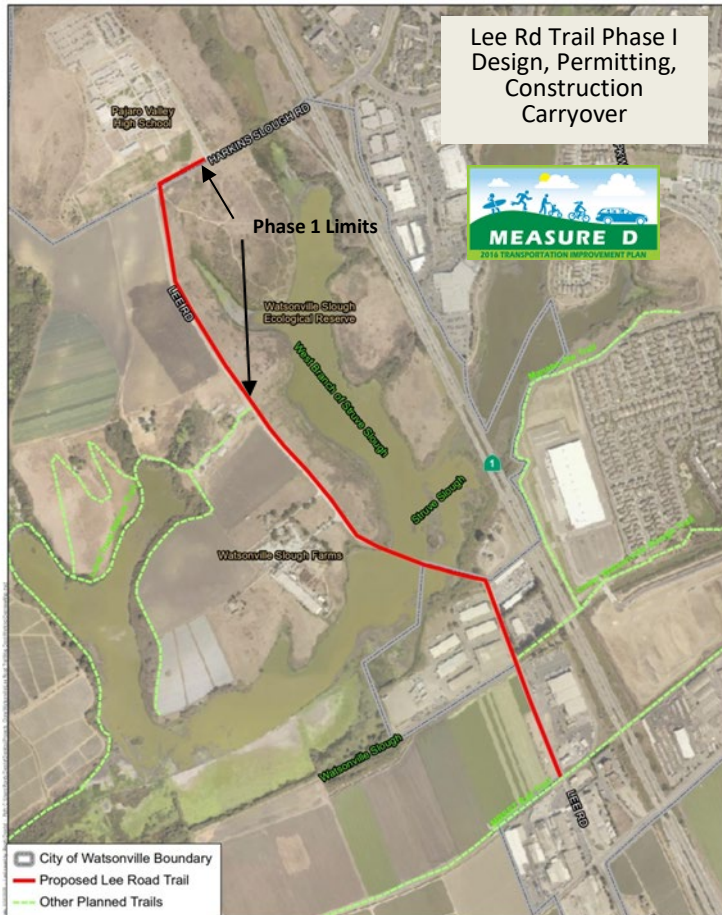 Lee Rd Trail Phase I
Design, Permitting,
Construction
Carryover
MEASURE D
2016 TRANSPORTATION IMPROVEMENT PLAN
Pajaro Valley
High School
HARKINS SLOUGH RD
Phase 1 Limits
LEE RD
Watsonville Slough
Ecological Reserve
West Branch of Struve Slough
1
Struve Slough
Watsonville Slough Farms
Watsonville Slough
LEE RD
City of Watsonville Boundary
Proposed Lee Road Trail
Other Planned Trails